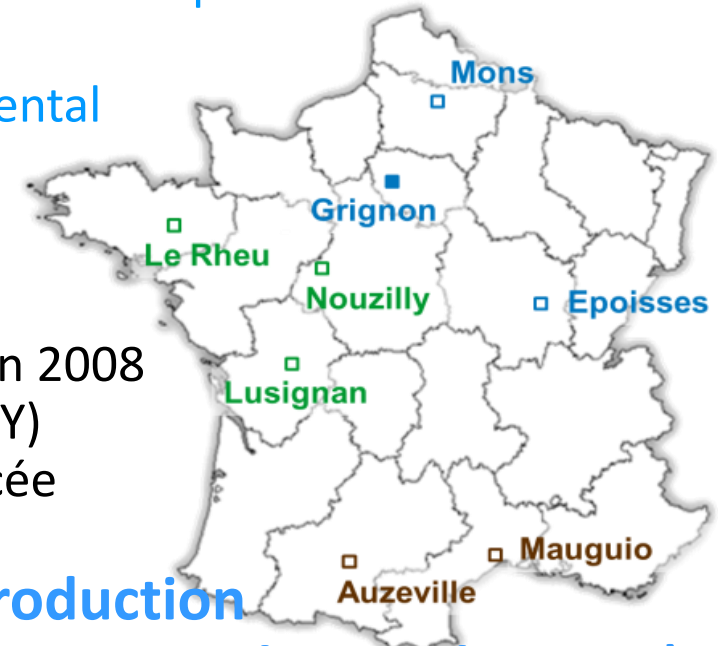 ental
Mons
Grignon
Le Rheu
Nouzilly
Epoisses
n 2008
Lusignan
Y)
cée
Mauguio
Auzeville
roduction